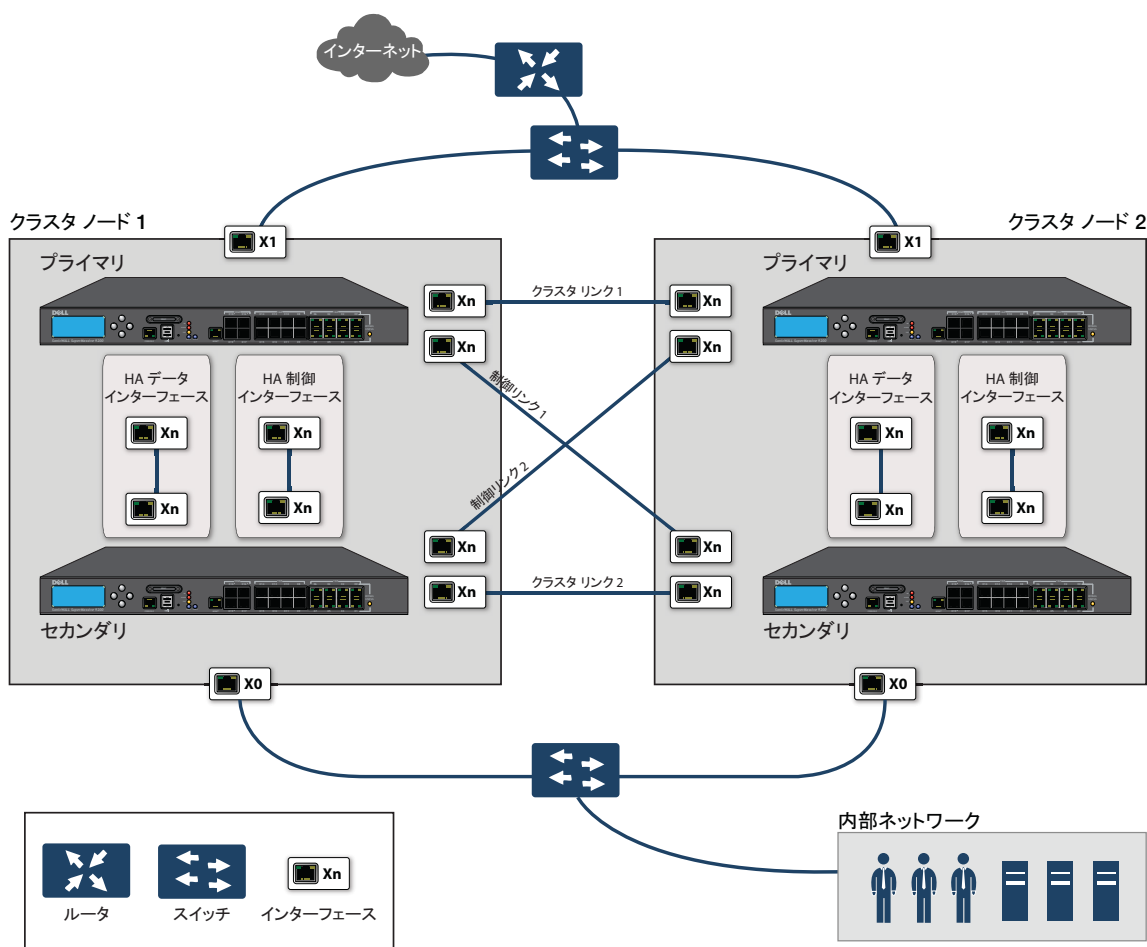 インターネット
クラスタ ノード 1
クラスタ ノード 2
X1
X1
プライマリ
プライマリ
DELL
DELL
Xn
クラスタ リンク 1
Xn
Xn
制御リンク 1
Xn
HA データ
インターフェース
HA 制御
インターフェース
HA データ
インターフェース
HA 制御
インターフェース
Xn
Xn
Xn
Xn
制御リンク 2
Xn
Xn
Xn
Xn
Xn
Xn
Xn
クラスタ リンク 2
Xn
DELL
DELL
セカンダリ
セカンダリ
X0
X0
内部ネットワーク
Xn
ルータ
スイッチ
インターフェース